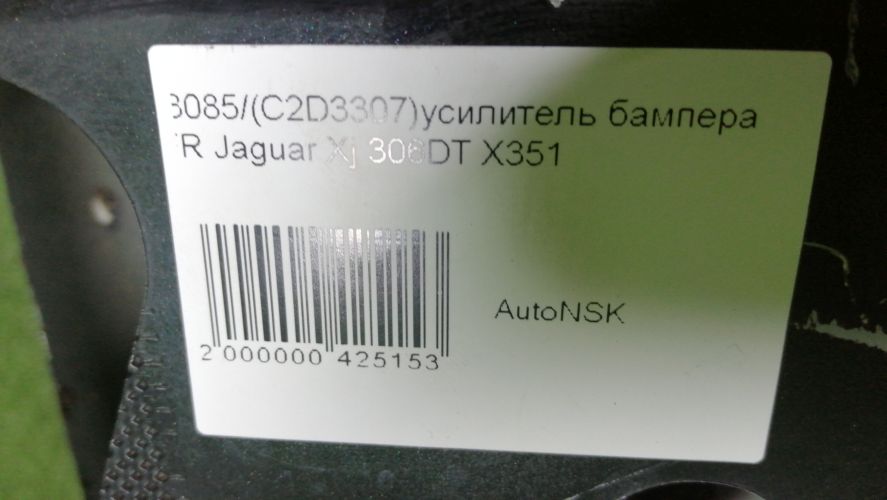 3085/(C2D3307)усилитель бампера
R Jaguar Xj 306DT X351
AutoNSK
2 000000 425153